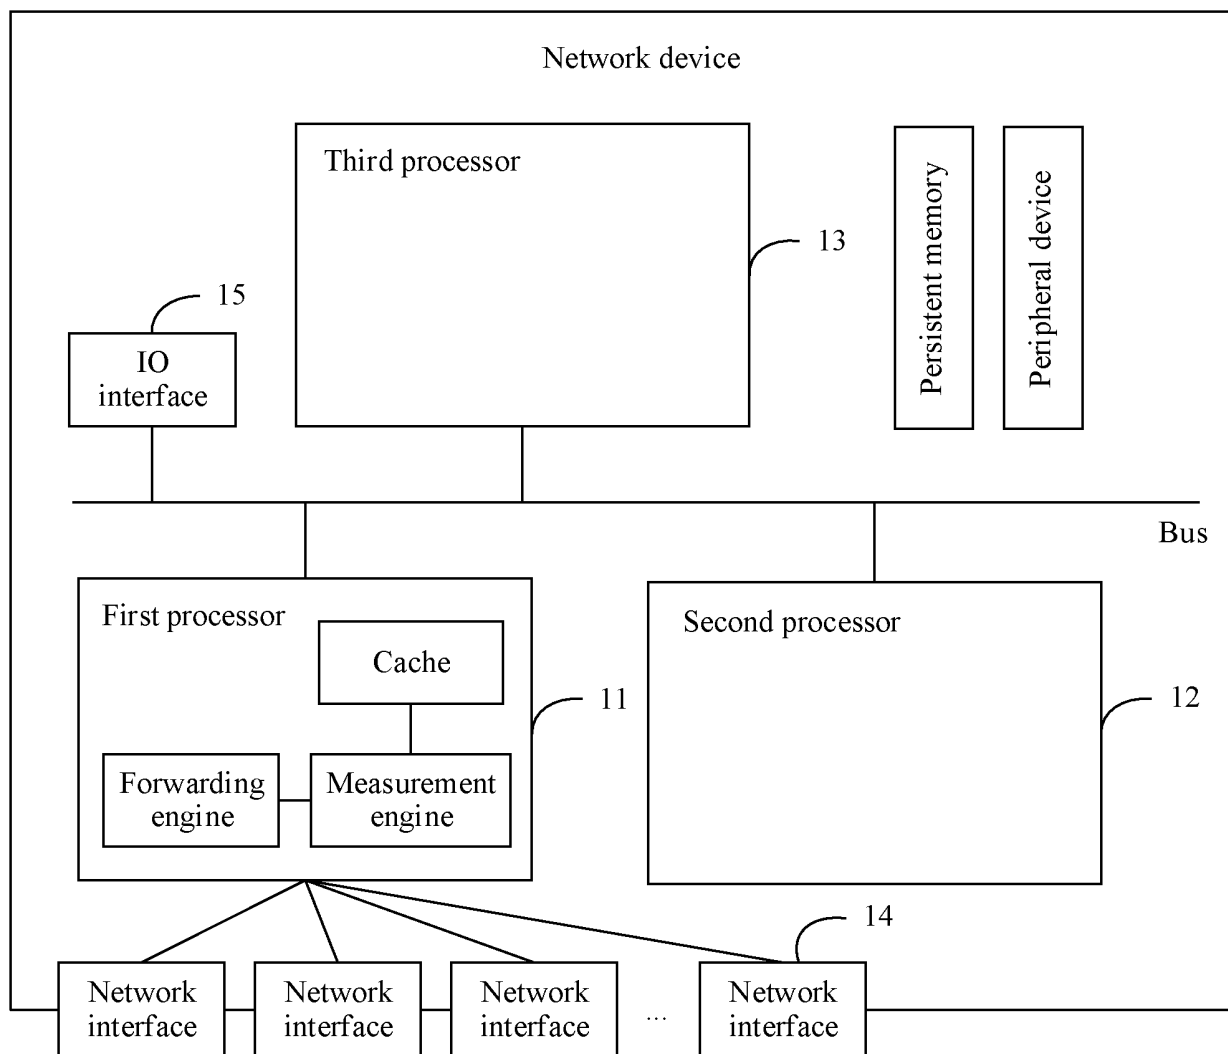 Network device
Third processor
13
Persistent memory
Peripheral device
15
IO
interface
Bus
First processor
Cache
11
Forwarding
engine
Measurement
engine
Second processor
12
14
Network
interface
Network
interface
Network
interface
...
Network
interface